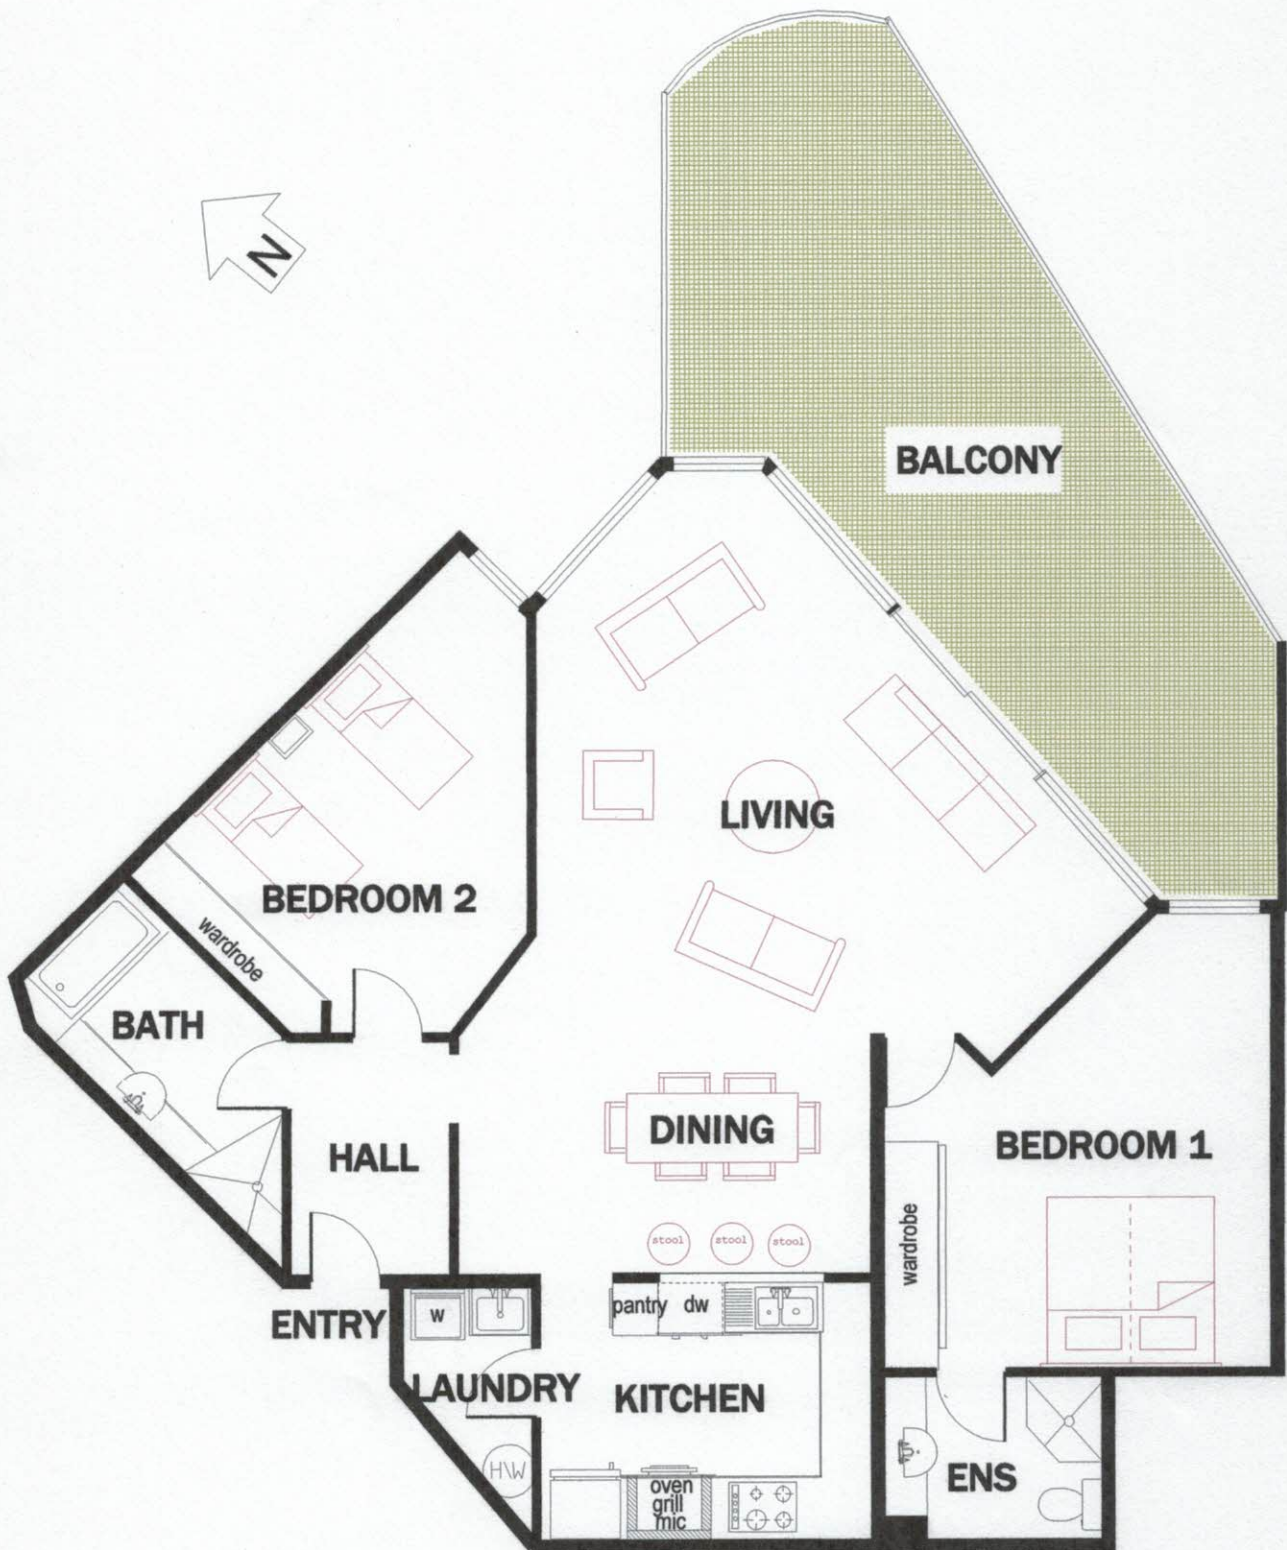 N
BALCONY
LIVING
BEDROOM 2
wardrobe
BATH
DINING
BEDROOM 1
HALL
wardrobe
stool stool stool
pantry dw
W
ENTRY
LAUNDRY
KITCHEN
H\W
oven
grill
mic
ENS